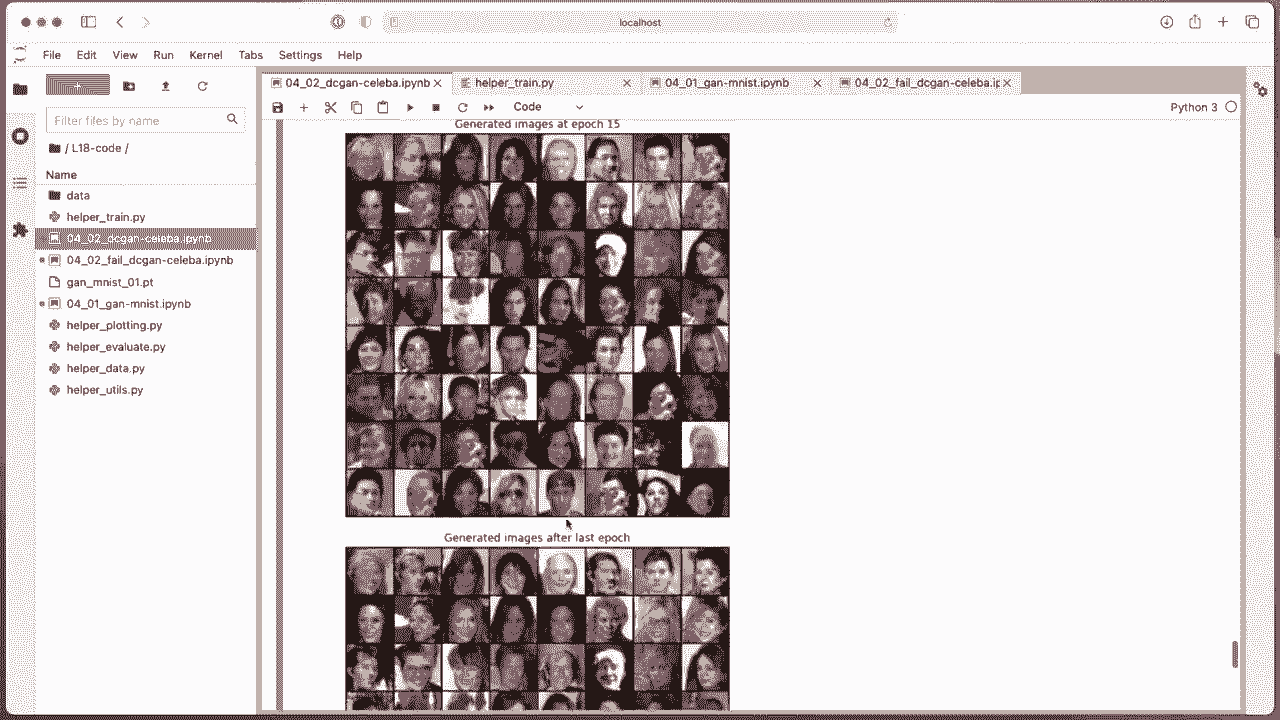 localhost
File Edit View Run Kernel Tabs Settings Help
04_02_dcgan-celeba.ipynb
helper_train.py
04_01_gan-mnist.ipynb
04_02_fail_dcgan-celeba.ip
Code
Python 3
Filter files by name
/ L18-code /
Name
data
helper_train.py
04_02_dcgan-celeba.ipynb
04_02_fail_dcgan-celeba.ipynb
gan_mnist_01.pt
04_01_gan-mnist.ipynb
helper_plotting.py
helper_evaluate.py
helper_data.py
helper_utils.py
Generated images at epoch 15
Generated images after last epoch